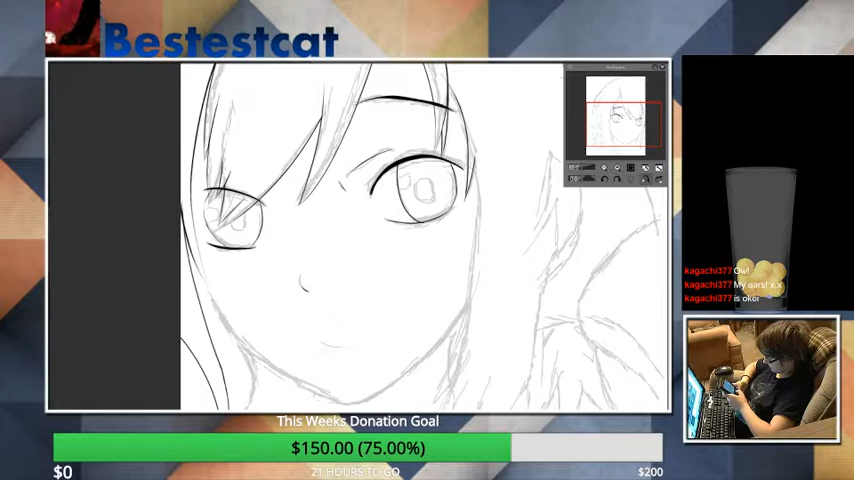 Bestestcat
kagachi377 Ow!
kagachi377 My ears! x.x
kagachi377 is okei
This Weeks Donation Goal
$150.00 (75.00%)
$0
21 HOURS TO GO
$200